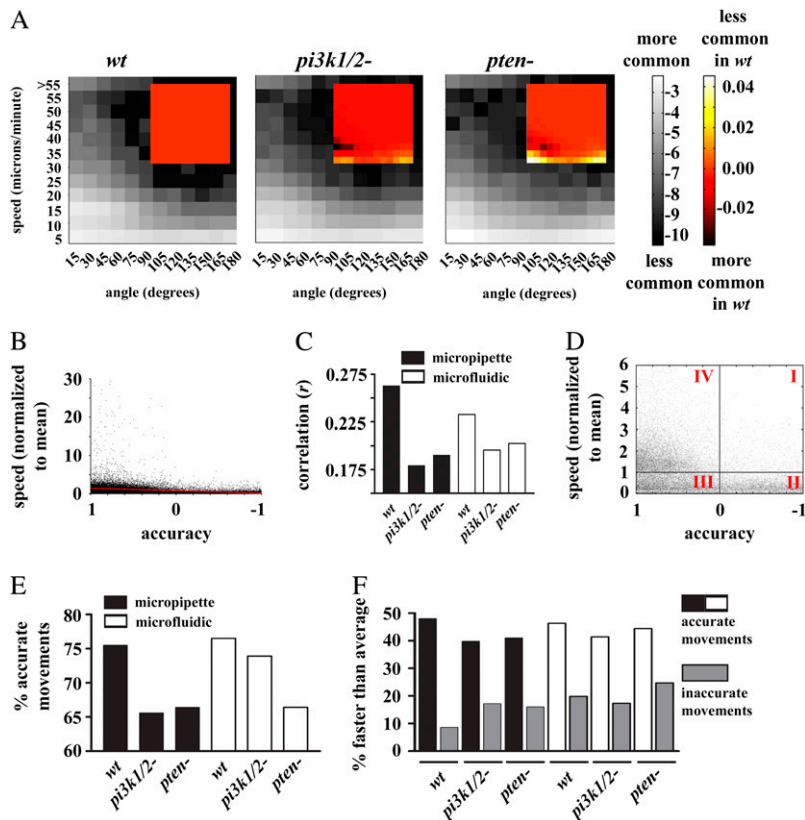 A
wt
pi3k1/2-
pten-
more
common
less
common
in wt
speed (microns/minute)
>55
55
50
45
40
35
30
25
20
15
10
5
15
30
45
60
75
90
105
120
135
150
165
180
15
30
45
60
75
90
105
120
135
150
165
180
15
30
45
60
75
90
105
120
135
150
165
180
angle (degrees)
angle (degrees)
angle (degrees)
-3
-4
-5
-6
-7
-8
-9
-10
0.04
0.02
0.00
-0.02
less
common
more
common
in wt
B
speed (normalized
to mean)
30
20
10
0
1
0
-1
accuracy
C
micropipette
microfluidic
correlation (r)
0.275
0.225
0.175
wt
pi3k1/2-
pten-
wt
pi3k1/2-
pten-
D
speed (normalized
to mean)
6
5
4
3
2
1
0
IV
I
III
II
1
0
-1
accuracy
E
micropipette
microfluidic
% accurate
movements
80
75
70
65
60
wt
pi3k1/2-
pten-
wt
pi3k1/2-
pten-
F
% faster than average
50
40
30
20
10
0
wt
pi3k1/2-
pten-
wt
pi3k1/2-
pten-
accurate
movements
inaccurate
movements